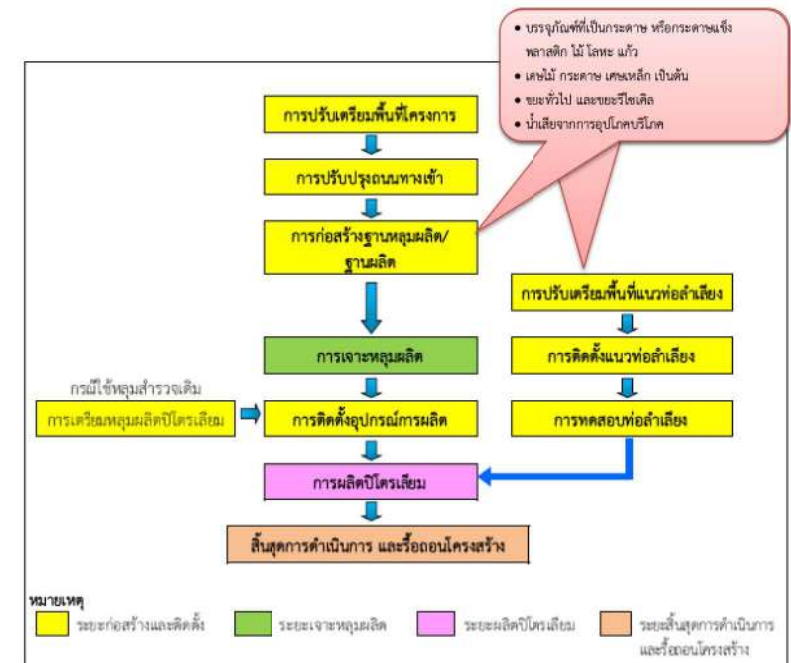 • บรรจุภัณฑ์ที่เป็นกระดาษ หรือกระดาษแข็ง
พลาสติก ไม้ โลหะ แก้ว
• เศษไม้ กระดาษ เศษเหล็ก เป็นต้น
• ขยะทั่วไป และขยะรีไซเคิล
• น้ำเสียจากการอุปโภคบริโภค
การปรับเตรียมพื้นที่โครงการ
การปรับปรุงถนนทางเข้า
การก่อสร้างฐานหลุมผลิต/
ฐานผลิต
การปรับเตรียมพื้นที่แนวท่อลำเลียง
การเจาะหลุมผลิต
การติดตั้งแนวท่อลำเลียง
กรณีใช้หลุมสำรวจเดิม
การเตรียมหลุมผลิตปิโตรเลียม
การติดตั้งอุปกรณ์การผลิต
การทดสอบท่อลำเลียง
การผลิตปิโตรเลียม
สิ้นสุดการดำเนินการ และรื้อถอนโครงสร้าง
หมายเหตุ
ระยะก่อสร้างและติดตั้ง
ระยะเจาะหลุมผลิต
ระยะผลิตปิโตรเลียม
ระยะสิ้นสุดการดำเนินการ
และรื้อถอนโครงสร้าง